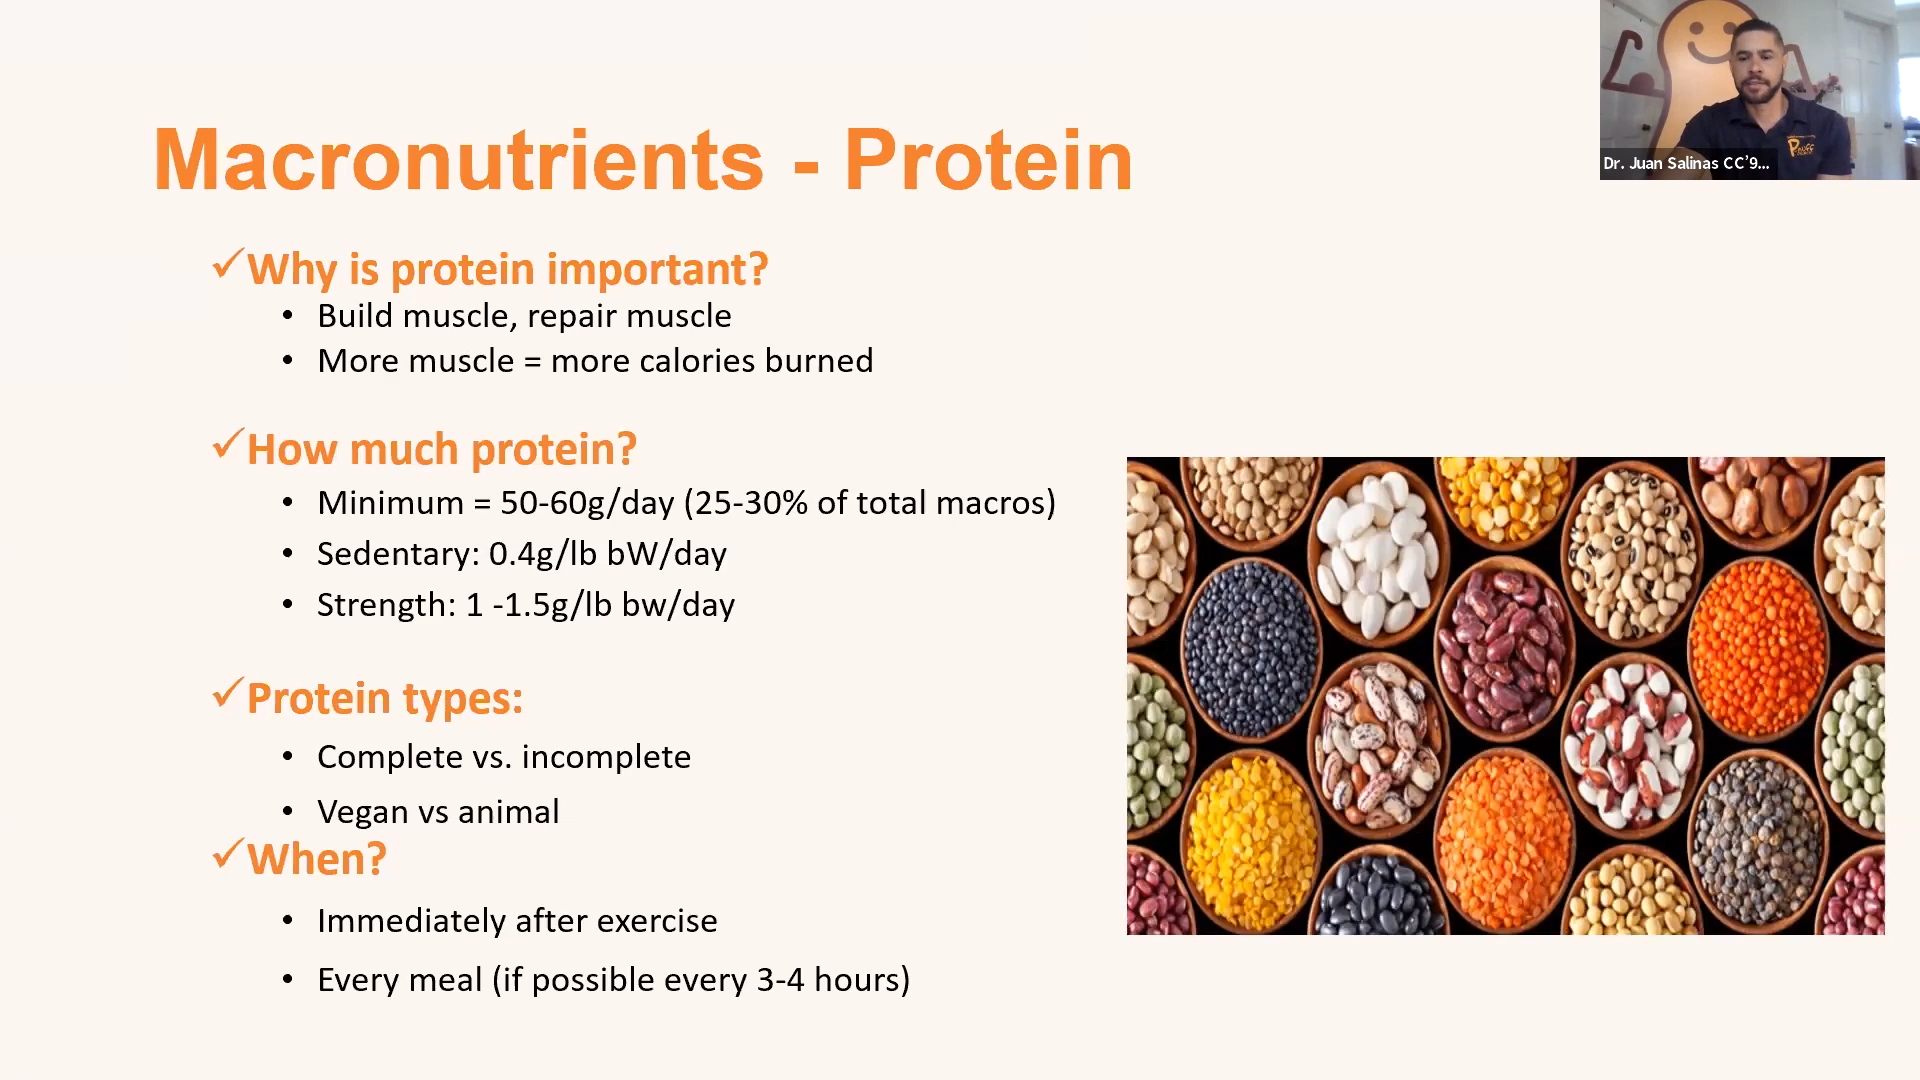 Macronutrients - Protein
Dr. Juan Salinas CC’9...
✓Why is protein important?
• Build muscle, repair muscle
• More muscle = more calories burned
✓How much protein?
• Minimum = 50-60g/day (25-30% of total macros)
• Sedentary: 0.4g/lb bW/day
• Strength: 1 -1.5g/lb bw/day
✓Protein types:
• Complete vs. incomplete
• Vegan vs animal
✓When?
• Immediately after exercise
• Every meal (if possible every 3-4 hours)